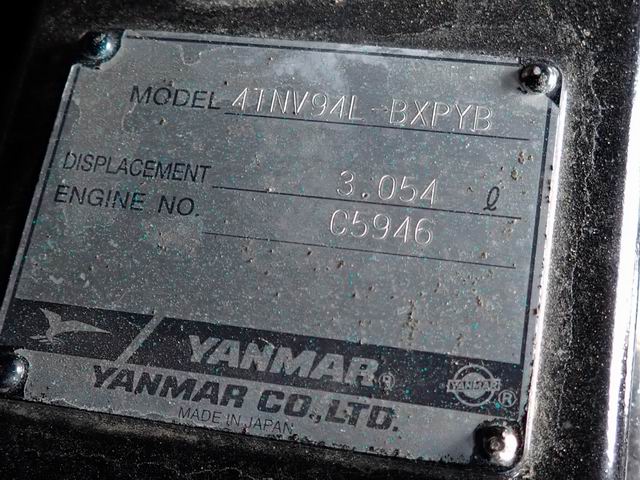 MODEL 4TNV94L-BXPYB
DISPLACEMENT 3.054 ℓ
ENGINE NO. C5946
YANMAR®
YANMAR ®
YANMAR CO.,LTD.
MADE IN JAPAN